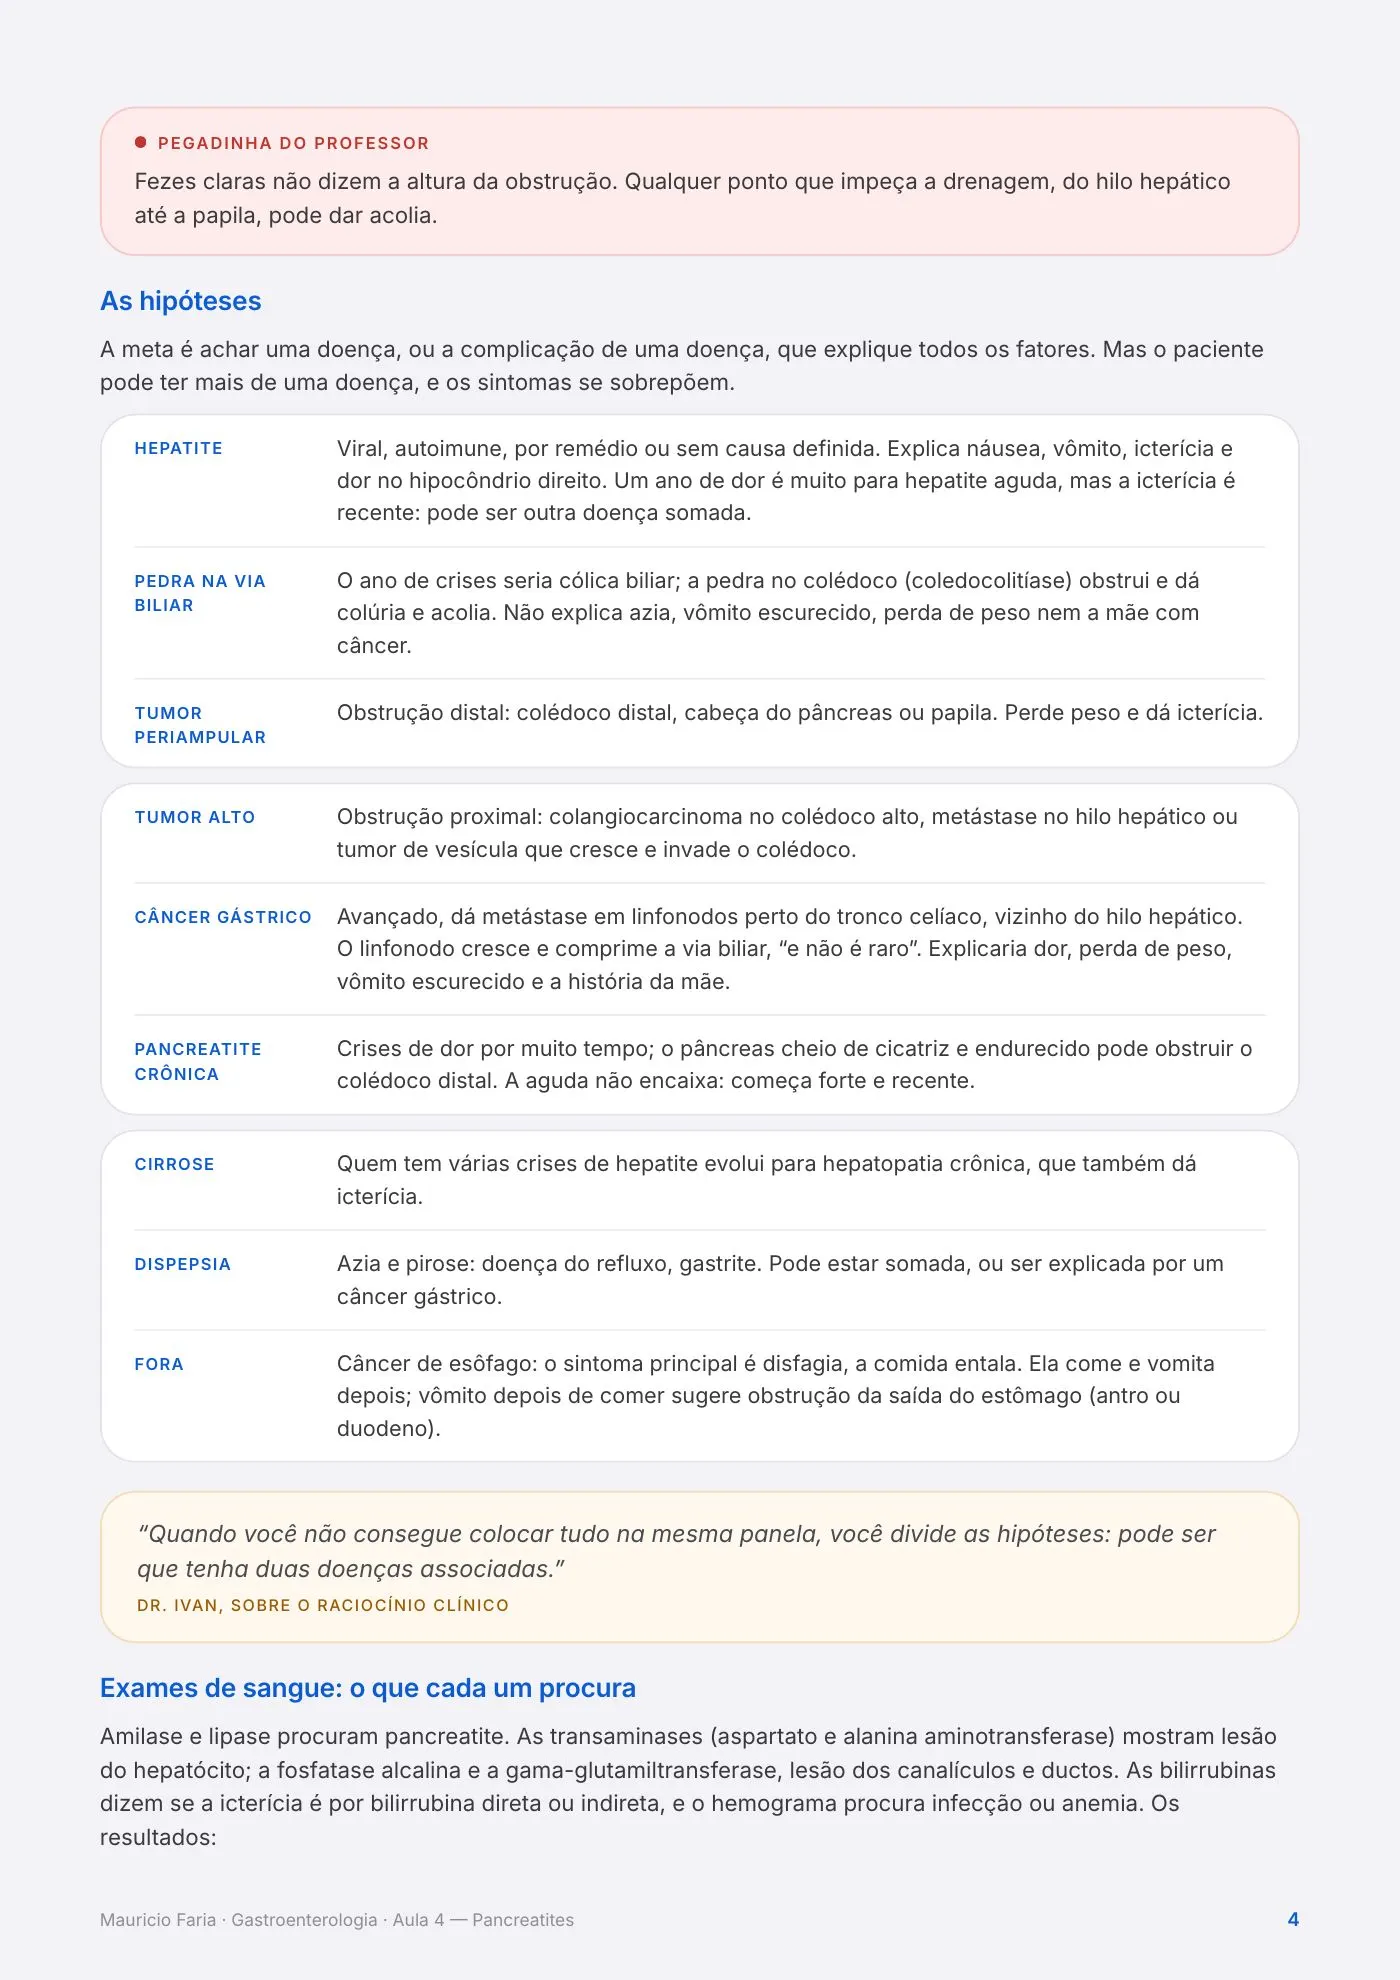 PEGADINHA DO PROFESSOR
Fezes claras não dizem a altura da obstrução. Qualquer ponto que impeça a drenagem, do hilo hepático
até a papila, pode dar acolia.
As hipóteses
A meta é achar uma doença, ou a complicação de uma doença, que explique todos os fatores. Mas o paciente
pode ter mais de uma doença, e os sintomas se sobrepõem.
HEPATITE
Viral, autoimune, por remédio ou sem causa definida. Explica náusea, vômito, icterícia e
dor no hipocôndrio direito. Um ano de dor é muito para hepatite aguda, mas a icterícia é
recente: pode ser outra doença somada.
PEDRA NA VIA
BILIAR
O ano de crises seria cólica biliar; a pedra no colédoco (coledocolitíase) obstrui e dá
colúria e acolia. Não explica azia, vômito escurecido, perda de peso nem a mãe com
câncer.
TUMOR
PERIAMPULAR
Obstrução distal: colédoco distal, cabeça do pâncreas ou papila. Perde peso e dá icterícia.
TUMOR ALTO
Obstrução proximal: colangiocarcinoma no colédoco alto, metástase no hilo hepático ou
tumor de vesícula que cresce e invade o colédoco.
CÂNCER GÁSTRICO
Avançado, dá metástase em linfonodos perto do tronco celíaco, vizinho do hilo hepático.
O linfonodo cresce e comprime a via biliar, “e não é raro”. Explicaria dor, perda de peso,
vômito escurecido e a história da mãe.
PANCREATITE
CRÔNICA
Crises de dor por muito tempo; o pâncreas cheio de cicatriz e endurecido pode obstruir o
colédoco distal. A aguda não encaixa: começa forte e recente.
CIRROSE
Quem tem várias crises de hepatite evolui para hepatopatia crônica, que também dá
icterícia.
DISPEPSIA
Azia e pirose: doença do refluxo, gastrite. Pode estar somada, ou ser explicada por um
câncer gástrico.
FORA
Câncer de esôfago: o sintoma principal é disfagia, a comida entala. Ela come e vomita
depois; vômito depois de comer sugere obstrução da saída do estômago (antro ou
duodeno).
“Quando você não consegue colocar tudo na mesma panela, você divide as hipóteses: pode ser
que tenha duas doenças associadas.”
DR. IVAN, SOBRE O RACIOCÍNIO CLÍNICO
Exames de sangue: o que cada um procura
Amilase e lipase procuram pancreatite. As transaminases (aspartato e alanina aminotransferase) mostram lesão
do hepatócito; a fosfatase alcalina e a gama-glutamiltransferase, lesão dos canalículos e ductos. As bilirrubinas
dizem se a icterícia é por bilirrubina direta ou indireta, e o hemograma procura infecção ou anemia. Os
resultados:
Mauricio Faria · Gastroenterologia · Aula 4 — Pancreatites
4